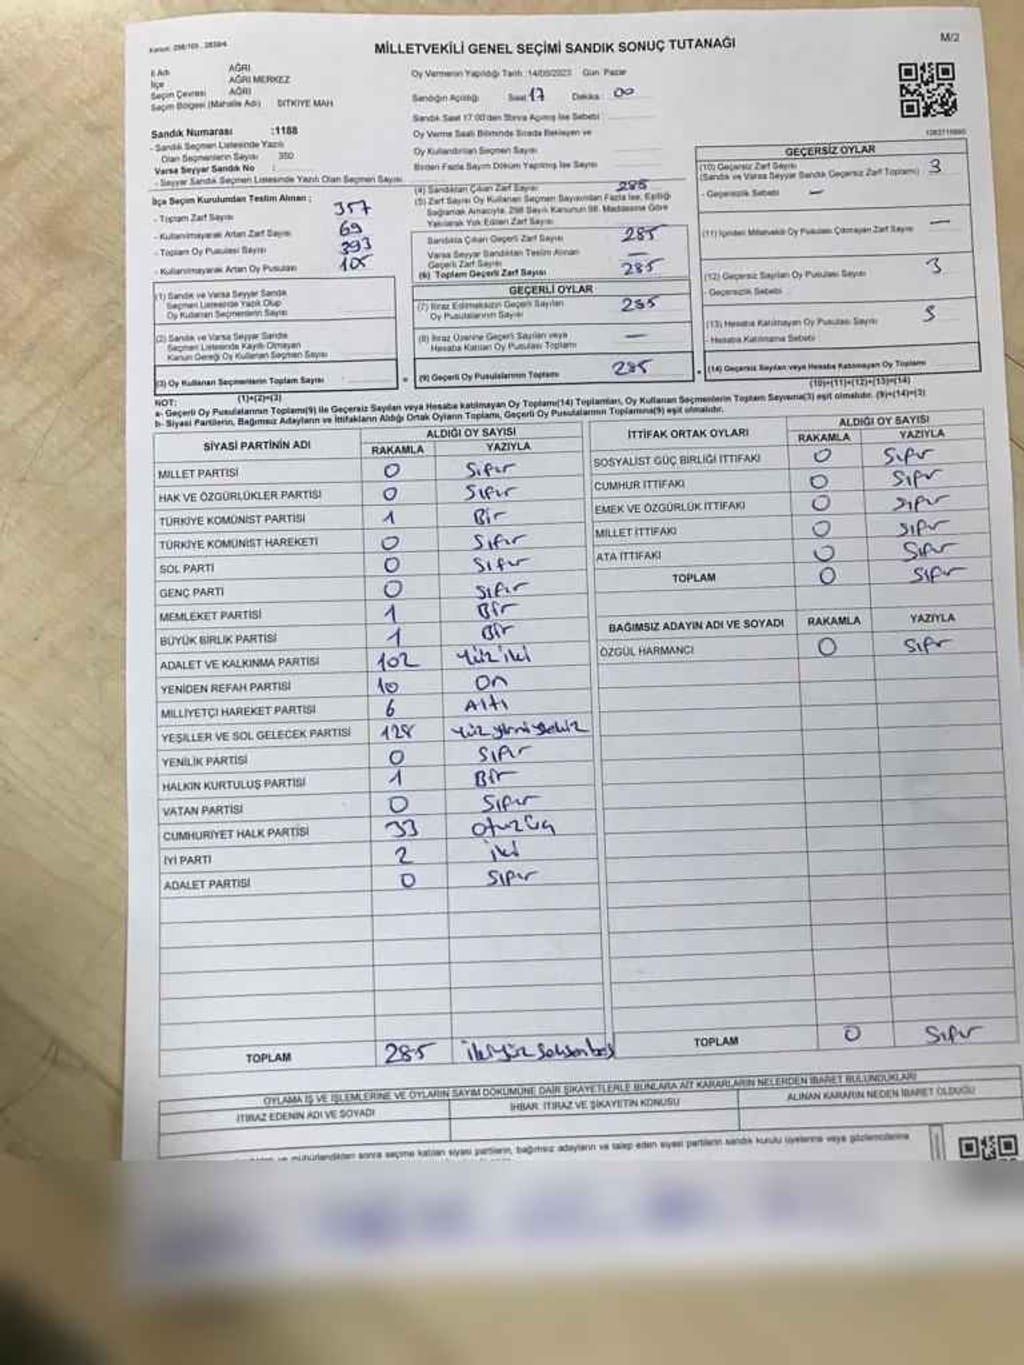 Kanun: 298/105 , 2839/4
MİLLETVEKİLİ GENEL SEÇİMİ SANDIK SONUÇ TUTANAĞI
M/2
İl Adı AĞRI
İlçe AĞRI MERKEZ
Seçim Çevresi AĞRI
Seçim Bölgesi (Mahalle Adı) SITKIYE MAH
Sandık Numarası :1188
- Sandık Seçmen Listesinde Yazılı
Olan Seçmenlerin Sayısı 350
Varsa Seyyar Sandık No :
- Seyyar Sandık Seçmen Listesinde Yazılı Olan Seçmen Sayısı
İlçe Seçim Kurulundan Teslim Alınan ;
- Toplam Zarf Sayısı 357
- Kullanılmayarak Artan Zarf Sayısı 69
- Toplam Oy Pusulası Sayısı 393
- Kullanılmayarak Artan Oy Pusulası 105
(1) Sandık ve Varsa Seyyar Sandık
Seçmen Listesinde Yazılı Olup
Oy Kullanan Seçmenlerin Sayısı
(2) Sandık ve Varsa Seyyar Sandık
Seçmen Listesinde Kayıtlı Olmayan
Kanun Gereği Oy Kullanan Seçmen Sayısı
(3) Oy Kullanan Seçmenlerin Toplam Sayısı
(1)+(2)=(3)
Oy Vermenin Yapıldığı Tarih :14/05/2023 Gün Pazar
Sandığın Açıldığı Saat 17 Dakika 00
Sandık Saat 17:00'den Sonra Açılmış İse Sebebi
Oy Verme Saati Bitiminde Sırada Bekleyen ve
Oy Kullandırılan Seçmen Sayısı
Birden Fazla Sayım Döküm Yapılmış İse Sayısı
(4) Sandıktan Çıkan Zarf Sayısı 285
(5) Zarf Sayısı Oy Kullanan Seçmen Sayısından Fazla İse, Eşitliği
Sağlamak Amacıyla, 298 Sayılı Kanunun 98. Maddesine Göre
Yakılarak Yok Edilen Zarf Sayısı
Sandıkta Çıkan Geçerli Zarf Sayısı 285
Varsa Seyyar Sandıktan Teslim Alınan
Geçerli Zarf Sayısı —
(6) Toplam Geçerli Zarf Sayısı 285
GEÇERLİ OYLAR
(7) İtiraz Edilmeksizin Geçerli Sayılan
Oy Pusulalarının Sayısı 285
(8) İtiraz Üzerine Geçerli Sayılan veya
Hesaba Katılan Oy Pusulası Toplamı —
(9) Geçerli Oy Pusulalarının Toplamı 285
GEÇERSİZ OYLAR
(10) Geçersiz Zarf Sayısı
(Sandık ve Varsa Seyyar Sandık Geçersiz Zarf Toplamı) 3
- Geçersizlik Sebebi —
(11) İçinden Milletvekili Oy Pusulası Çıkmayan Zarf Sayısı —
(12) Geçersiz Sayılan Oy Pusulası Sayısı 3
- Geçersizlik Sebebi
(13) Hesaba Katılmayan Oy Pusulası Sayısı 3
- Hesaba Katılmama Sebebi
(14) Geçersiz Sayılan veya Hesaba Katılmayan Oy Toplamı
(10)+(11)+(12)+(13)=(14)
NOT:
a- Geçerli Oy Pusulalarının Toplamı(9) ile Geçersiz Sayılan veya Hesaba katılmayan Oy Toplamı(14) Toplamları, Oy Kullanan Seçmenlerin Toplam Sayısına(3) eşit olmalıdır. (9)+(14)=(3)
b- Siyasi Partilerin, Bağımsız Adayların ve İttifakların Aldığı Ortak Oyların Toplamı, Geçerli Oy Pusulalarının Toplamına(9) eşit olmalıdır.
SİYASİ PARTİNİN ADI ALDIĞI OY SAYISI
RAKAMLA YAZIYLA
MİLLET PARTİSİ 0 Sıfır
HAK VE ÖZGÜRLÜKLER PARTİSİ 0 Sıfır
TÜRKİYE KOMÜNİST PARTİSİ 1 Bir
TÜRKİYE KOMÜNİST HAREKETİ 0 Sıfır
SOL PARTİ 0 Sıfır
GENÇ PARTİ 0 Sıfır
MEMLEKET PARTİSİ 1 Bir
BÜYÜK BİRLİK PARTİSİ 1 Bir
ADALET VE KALKINMA PARTİSİ 102 Yüz iki
YENİDEN REFAH PARTİSİ 10 On
MİLLİYETÇİ HAREKET PARTİSİ 6 Altı
YEŞİLLER VE SOL GELECEK PARTİSİ 128 Yüz yirmi sekiz
YENİLİK PARTİSİ 0 Sıfır
HALKIN KURTULUŞ PARTİSİ 1 Bir
VATAN PARTİSİ 0 Sıfır
CUMHURİYET HALK PARTİSİ 33 Otuz üç
İYİ PARTİ 2 iki
ADALET PARTİSİ 0 Sıfır
TOPLAM 285 ikiyüz seksen beş
İTTİFAK ORTAK OYLARI ALDIĞI OY SAYISI
RAKAMLA YAZIYLA
SOSYALİST GÜÇ BİRLİĞİ İTTİFAKI 0 Sıfır
CUMHUR İTTİFAKI 0 Sıfır
EMEK VE ÖZGÜRLÜK İTTİFAKI 0 Sıfır
MİLLET İTTİFAKI 0 Sıfır
ATA İTTİFAKI 0 Sıfır
TOPLAM 0 Sıfır
BAĞIMSIZ ADAYIN ADI VE SOYADI RAKAMLA YAZIYLA
ÖZGÜL HARMANCI 0 Sıfır
TOPLAM 0 Sıfır
OYLAMA İŞ VE İŞLEMLERİNE VE OYLARIN SAYIM DÖKÜMÜNE DAİR ŞİKAYETLERLE BUNLARA AİT KARARLARIN NELERDEN İBARET BULUNDUKLARI
İTİRAZ EDENİN ADI VE SOYADI İHBAR, İTİRAZ VE ŞİKAYETİN KONUSU ALINAN KARARIN NEDEN İBARET OLDUĞU
ve mühürlendikten sonra seçime katılan siyasi partilerin, bağımsız adayların ve talep eden siyasi partilerin sandık kurulu üyelerine veya gözlemcilerine